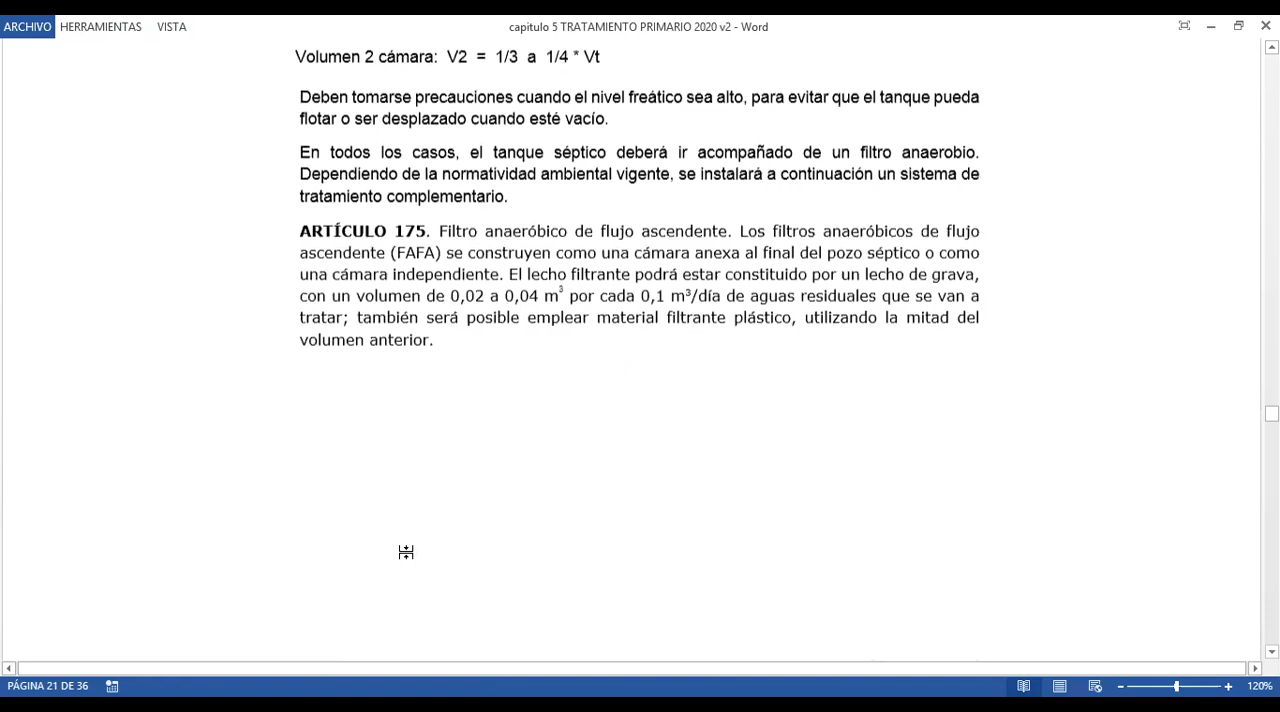 ARCHIVO HERRAMIENTAS VISTA
capitulo 5 TRATAMIENTO PRIMARIO 2020 v2 - Word
Volumen 2 cámara: V2 = 1/3 a 1/4 * Vt
Deben tomarse precauciones cuando el nivel freático sea alto, para evitar que el tanque pueda
flotar o ser desplazado cuando esté vacío.
En todos los casos, el tanque séptico deberá ir acompañado de un filtro anaerobio.
Dependiendo de la normatividad ambiental vigente, se instalará a continuación un sistema de
tratamiento complementario.
ARTÍCULO 175. Filtro anaeróbico de flujo ascendente. Los filtros anaeróbicos de flujo
ascendente (FAFA) se construyen como una cámara anexa al final del pozo séptico o como
una cámara independiente. El lecho filtrante podrá estar constituido por un lecho de grava,
con un volumen de 0,02 a 0,04 m³ por cada 0,1 m³/día de aguas residuales que se van a
tratar; también será posible emplear material filtrante plástico, utilizando la mitad del
volumen anterior.
PÁGINA 21 DE 36
120%